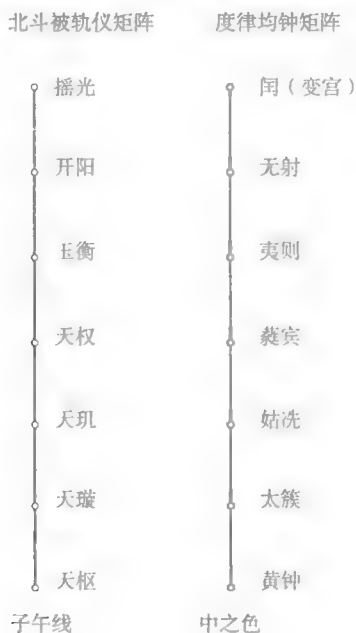 北斗被轨仪矩阵 度律均钟矩阵
摇光 闰（变宫）
开阳 无射
玉衡 夷则
天权 蕤宾
天玑 姑洗
天璇 太簇
天枢 黄钟
子午线 中之色